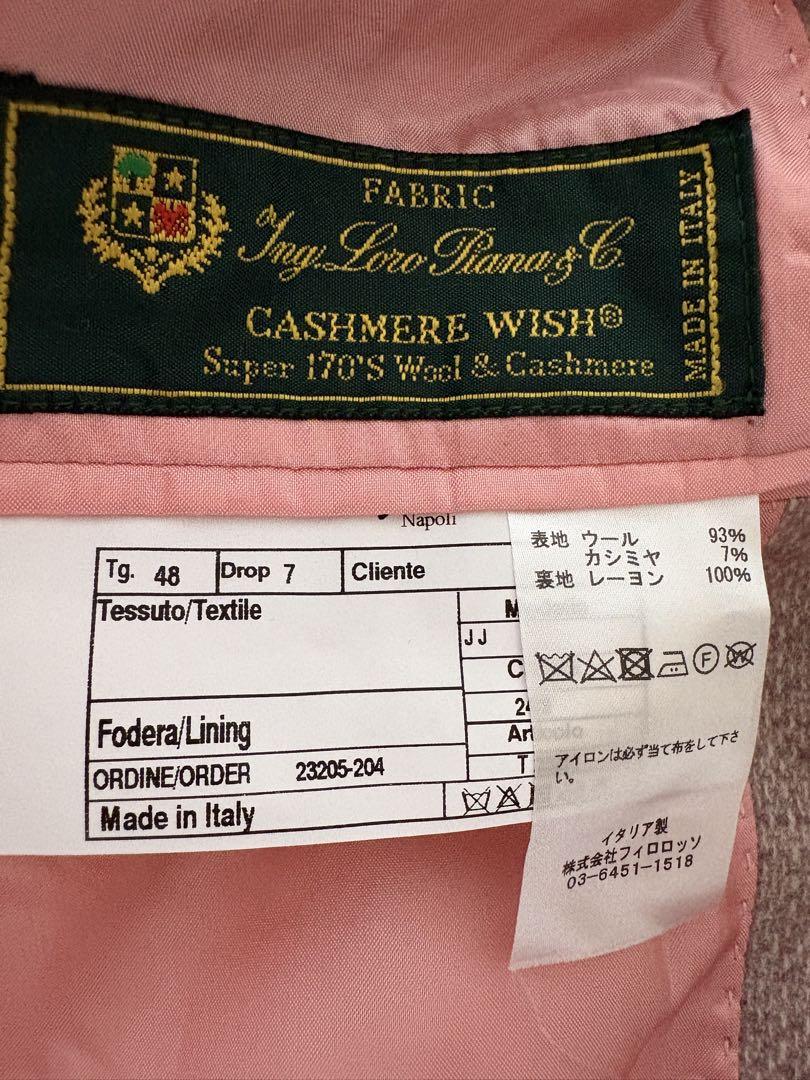 FABRIC
Ing. Loro Piana & C.
CASHMERE WISH®
Super 170'S Wool & Cashmere
MADE IN ITALY
Napoli
Tg. 48 Drop 7 Cliente
Tessuto/Textile
JJ
Fodera/Lining
ORDINE/ORDER 23205-204
Made in Italy
表地 ウール 93%
カシミヤ 7%
裏地 レーヨン 100%
F W
アイロンは必ず当て布をして下さ
い。
イタリア製
株式会社フィロロッソ
03-6451-1518